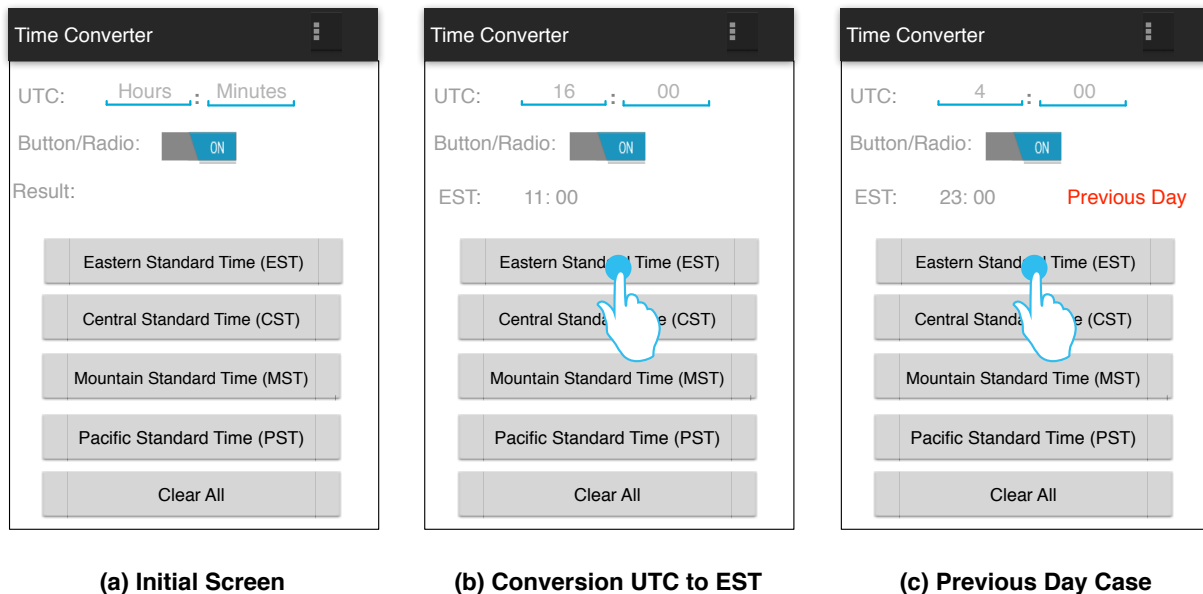 Time Converter
UTC: Hours : Minutes
Button/Radio: ON
Result:
Eastern Standard Time (EST)
Central Standard Time (CST)
Mountain Standard Time (MST)
Pacific Standard Time (PST)
Clear All
(a) Initial Screen
Time Converter
UTC: 16 : 00
Button/Radio: ON
EST: 11: 00
Eastern Stand Time (EST)
Central Standa e (CST)
Mountain Standard Time (MST)
Pacific Standard Time (PST)
Clear All
(b) Conversion UTC to EST
Time Converter
UTC: 4 : 00
Button/Radio: ON
EST: 23: 00 Previous Day
Eastern Stand Time (EST)
Central Standa e (CST)
Mountain Standard Time (MST)
Pacific Standard Time (PST)
Clear All
(c) Previous Day Case